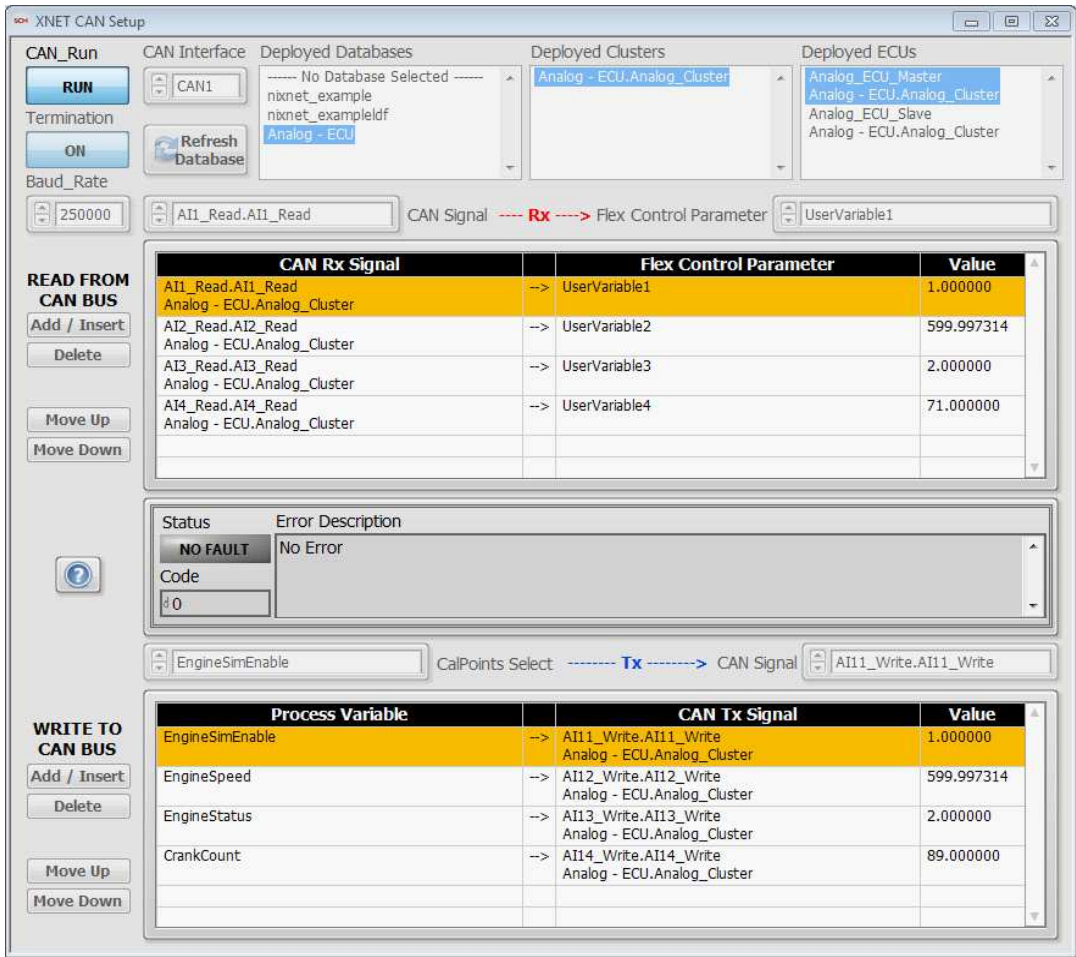 SCM XNET CAN Setup
CAN_Run CAN Interface Deployed Databases Deployed Clusters Deployed ECUs
RUN
CAN1
------ No Database Selected ------
nixnet_example
nixnet_exampleldf
Analog - ECU
Analog - ECU.Analog_Cluster
Analog_ECU_Master
Analog - ECU.Analog_Cluster
Analog_ECU_Slave
Analog - ECU.Analog_Cluster
Termination
ON
Refresh
Database
Baud_Rate
250000
AI1_Read.AI1_Read CAN Signal ---- Rx ----> Flex Control Parameter UserVariable1
READ FROM
CAN BUS
Add / Insert
Delete
Move Up
Move Down
CAN Rx Signal Flex Control Parameter Value
AI1_Read.AI1_Read --> UserVariable1 1.000000
Analog - ECU.Analog_Cluster
AI2_Read.AI2_Read --> UserVariable2 599.997314
Analog - ECU.Analog_Cluster
AI3_Read.AI3_Read --> UserVariable3 2.000000
Analog - ECU.Analog_Cluster
AI4_Read.AI4_Read --> UserVariable4 71.000000
Analog - ECU.Analog_Cluster
Status Error Description
NO FAULT No Error
Code
d 0
?
EngineSimEnable CalPoints Select -------- Tx --------> CAN Signal AI11_Write.AI11_Write
WRITE TO
CAN BUS
Add / Insert
Delete
Move Up
Move Down
Process Variable CAN Tx Signal Value
EngineSimEnable --> AI11_Write.AI11_Write 1.000000
Analog - ECU.Analog_Cluster
EngineSpeed --> AI12_Write.AI12_Write 599.997314
Analog - ECU.Analog_Cluster
EngineStatus --> AI13_Write.AI13_Write 2.000000
Analog - ECU.Analog_Cluster
CrankCount --> AI14_Write.AI14_Write 89.000000
Analog - ECU.Analog_Cluster